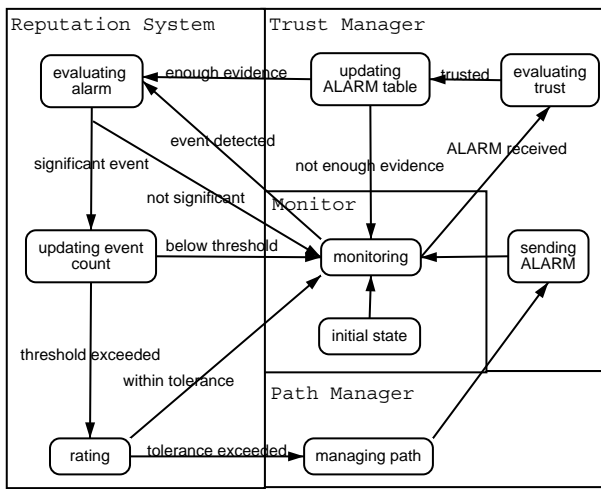 Reputation System
Trust Manager
evaluating
alarm
enough evidence
updating
ALARM table
trusted
evaluating
trust
event detected
ALARM received
significant event
not enough evidence
not significant
Monitor
updating event
count
below threshold
monitoring
sending
ALARM
initial state
threshold exceeded
within tolerance
Path Manager
rating
tolerance exceeded
managing path